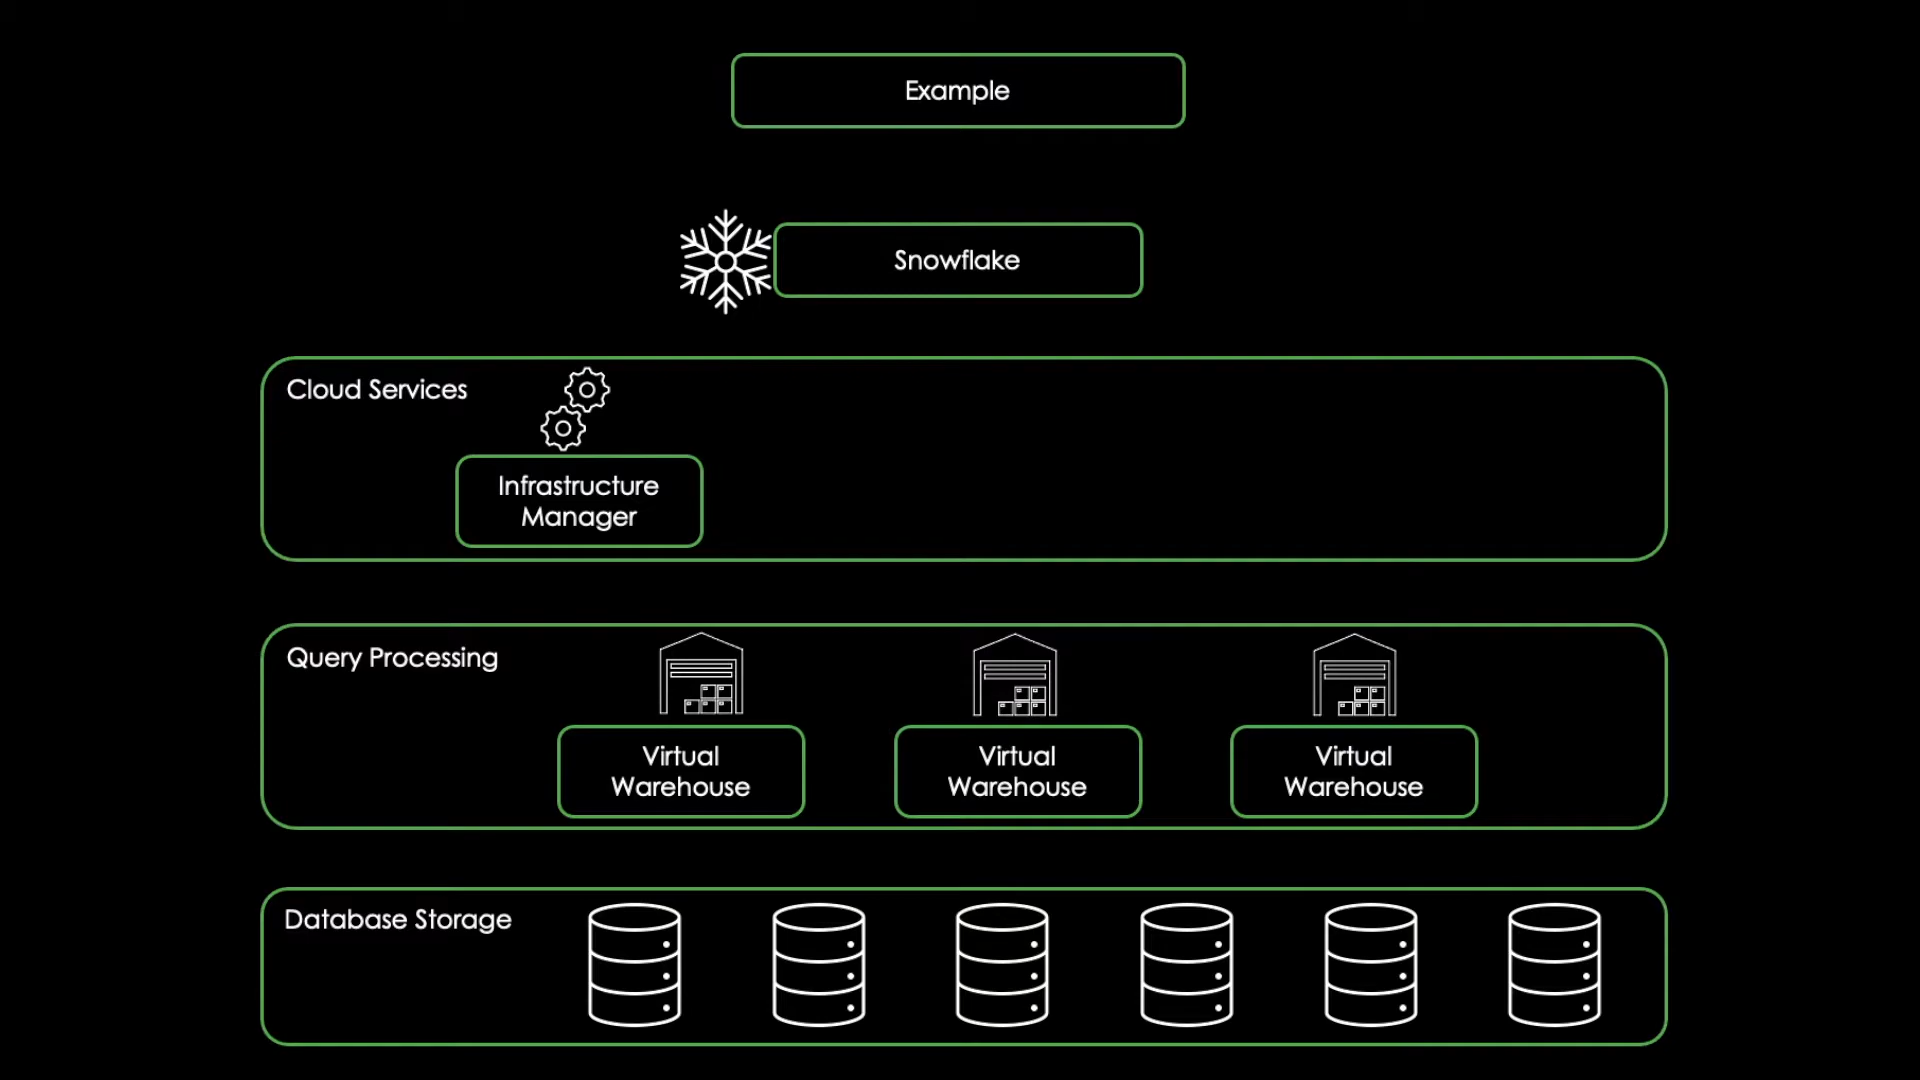 Example
Snowflake
Cloud Services
Infrastructure
Manager
Query Processing
Virtual
Warehouse
Virtual
Warehouse
Virtual
Warehouse
Database Storage